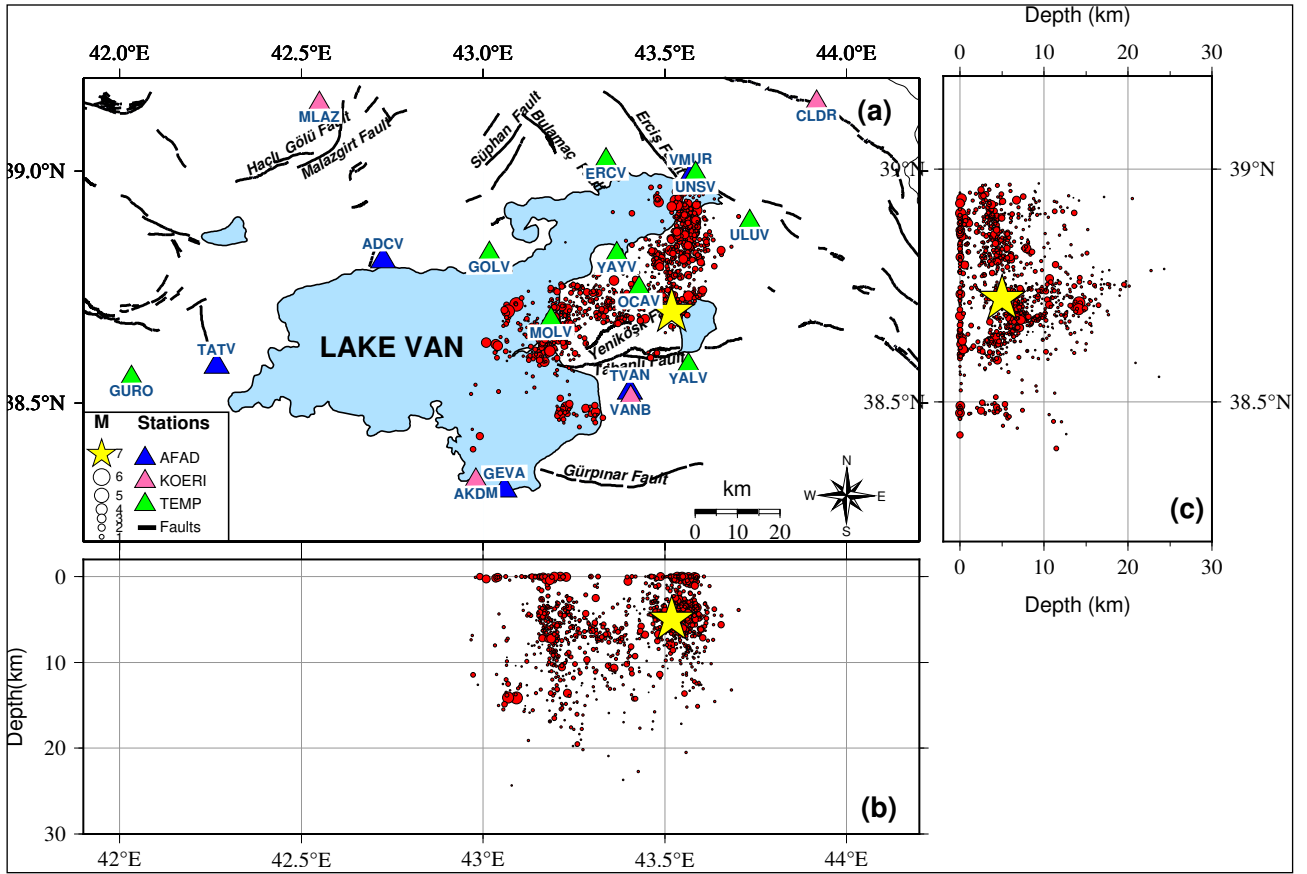 Depth (km)
42.0°E 42.5°E 43.0°E 43.5°E 44.0°E
0 10 20 30
(a)
MLAZ
CLDR
Haçlı Gölü Fault
Malazgirt Fault
Süphan Fault
Bulamaç
Erciş
39.0°N
ERCV
VMUR
UNSV
39°N
39°N
ULUV
ADCV
GOLV
YAYV
OCAV
MOLV
Yeniköşk
LAKE VAN
TATV
GURO
Fault
TVAN
YALV
VANB
38.5°N
38.5°N
38.5°N
M Stations
7 AFAD
6 KOERI
5 TEMP
4
3
2
1
Faults
GEVA
AKDM
Gürpınar Fault
km
0 10 20
N
W E
S
(c)
0 10 20 30
Depth (km)
Depth(km)
0
10
20
30
(b)
42°E 42.5°E 43°E 43.5°E 44°E